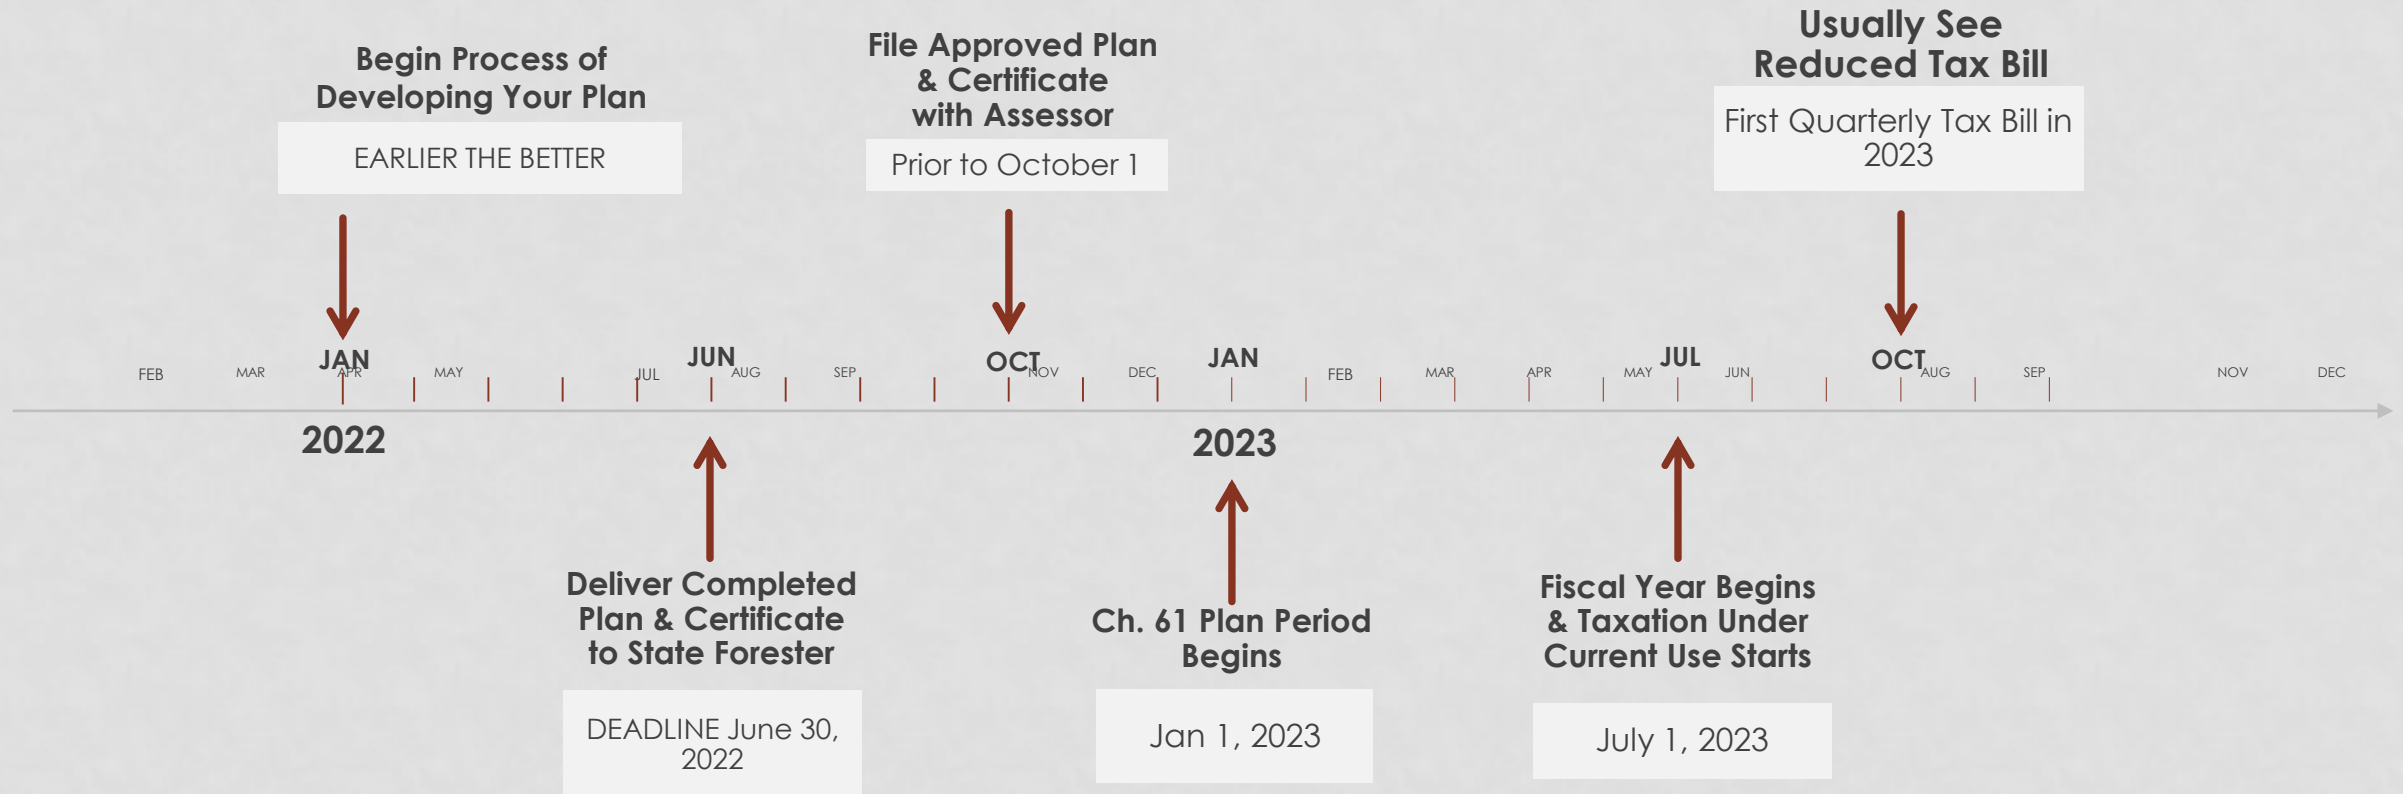 Begin Process of
Developing Your Plan
EARLIER THE BETTER
File Approved Plan
& Certificate
with Assessor
Prior to October 1
Usually See
Reduced Tax Bill
First Quarterly Tax Bill in
2023
FEB MAR JAN APR MAY JUL JUN AUG SEP OCT NOV DEC JAN FEB MAR APR MAY JUL JUN OCT AUG SEP NOV DEC
2022 2023
Deliver Completed
Plan & Certificate
to State Forester
DEADLINE June 30,
2022
Ch. 61 Plan Period
Begins
Jan 1, 2023
Fiscal Year Begins
& Taxation Under
Current Use Starts
July 1, 2023